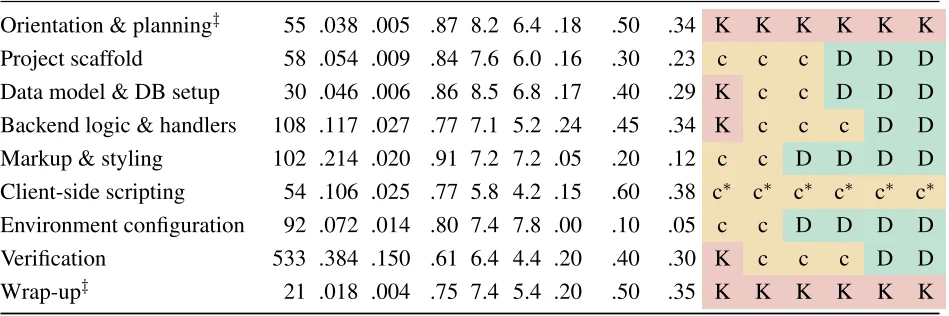 Orientation & planning‡ 55 .038 .005 .87 8.2 6.4 .18 .50 .34 K K K K K K
Project scaffold 58 .054 .009 .84 7.6 6.0 .16 .30 .23 c c c D D D
Data model & DB setup 30 .046 .006 .86 8.5 6.8 .17 .40 .29 K c c D D D
Backend logic & handlers 108 .117 .027 .77 7.1 5.2 .24 .45 .34 K c c c D D
Markup & styling 102 .214 .020 .91 7.2 7.2 .05 .20 .12 c c D D D D
Client-side scripting 54 .106 .025 .77 5.8 4.2 .15 .60 .38 c* c* c* c* c* c*
Environment configuration 92 .072 .014 .80 7.4 7.8 .00 .10 .05 c c D D D D
Verification 533 .384 .150 .61 6.4 4.4 .20 .40 .30 K c c c D D
Wrap-up‡ 21 .018 .004 .75 7.4 5.4 .20 .50 .35 K K K K K K